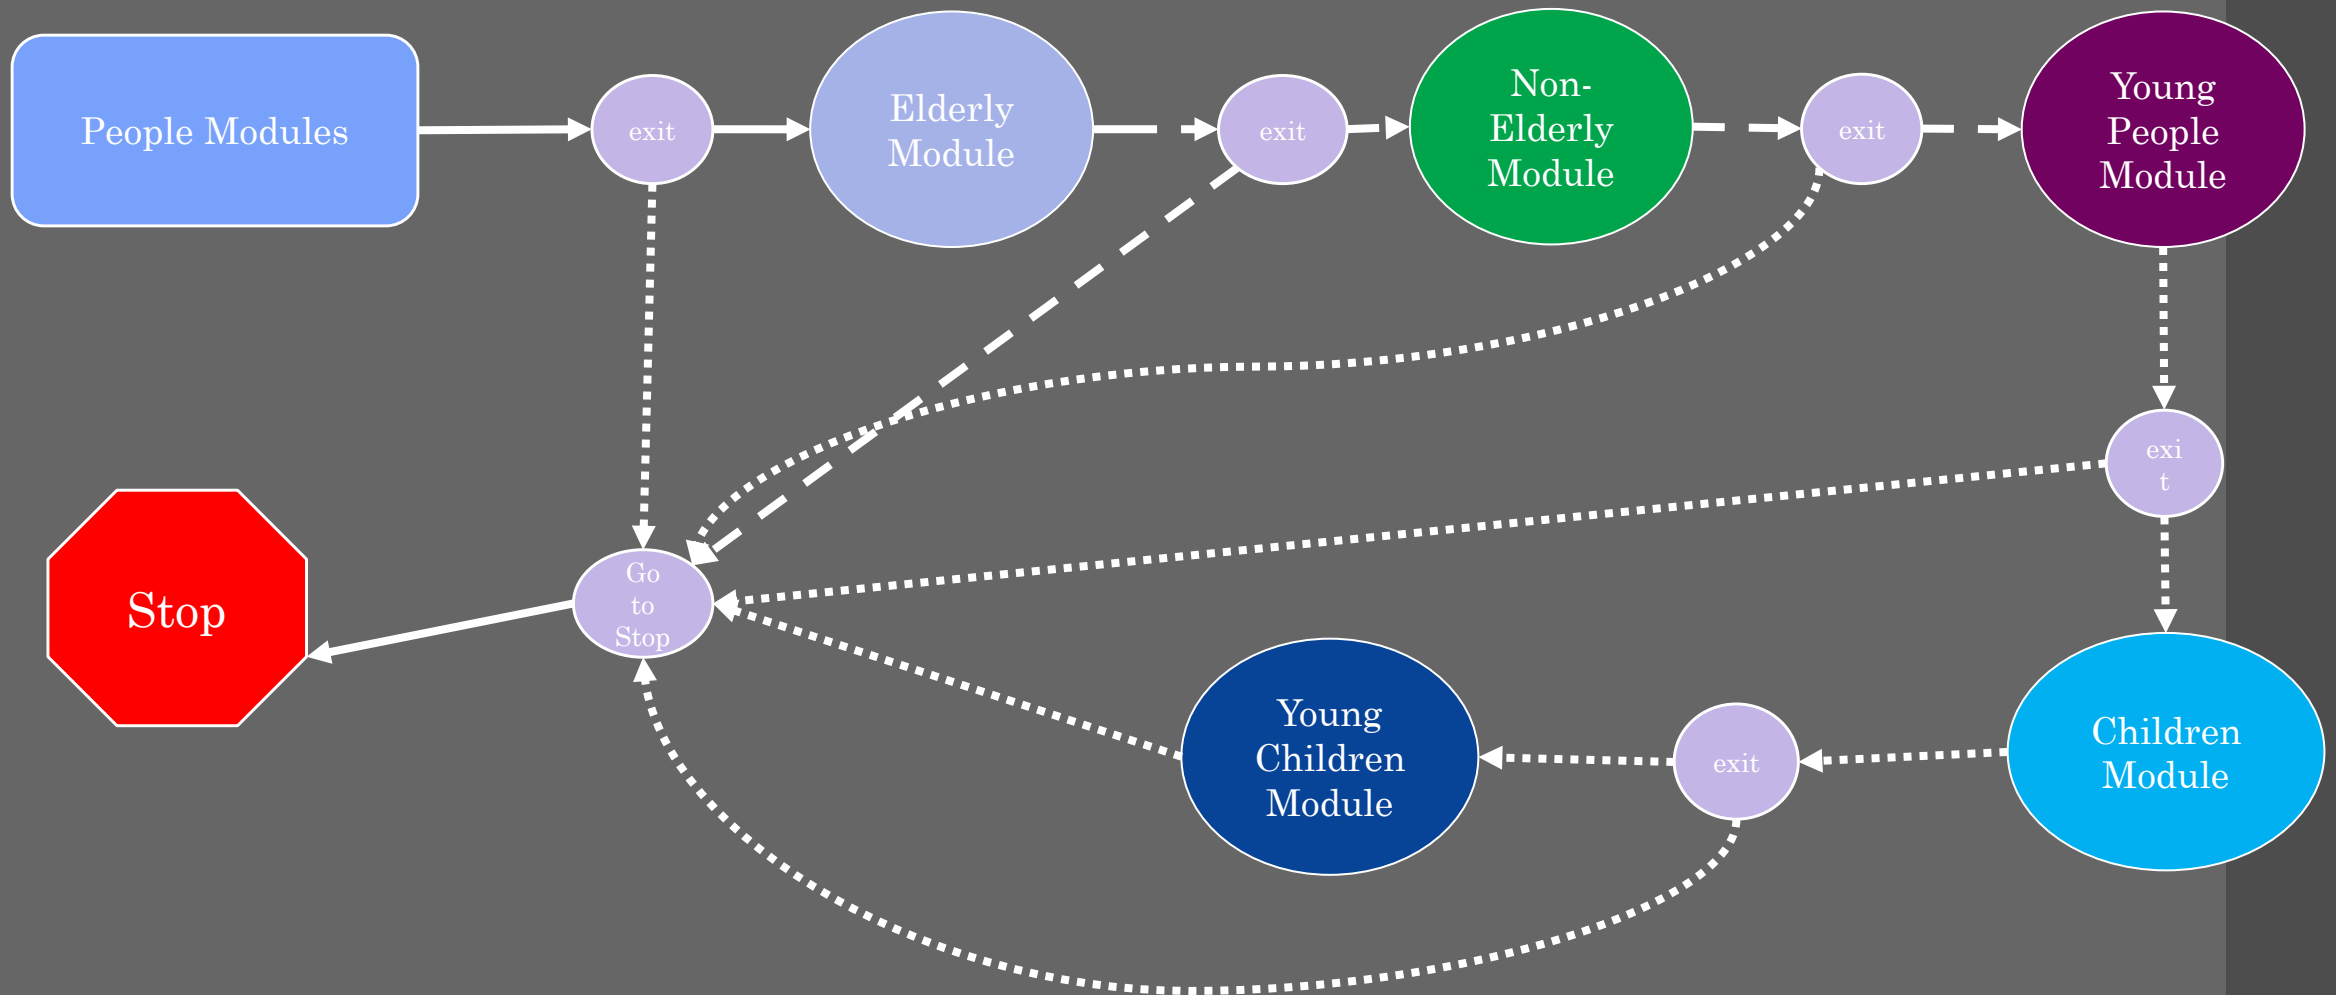 People Modules
exit
Elderly
Module
exit
Non-
Elderly
Module
exit
Young
People
Module
exi
t
Go
to
Stop
Stop
Young
Children
Module
exit
Children
Module